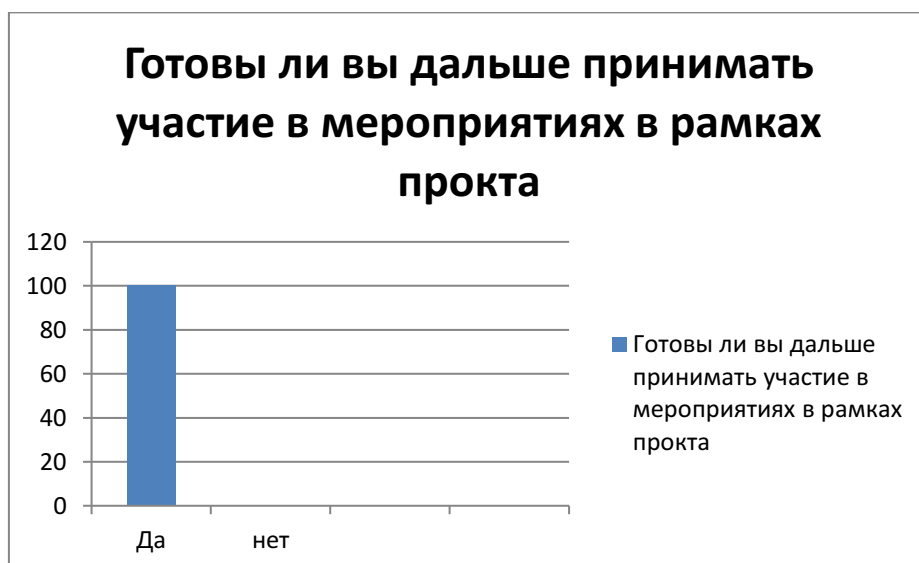 Готовы ли вы дальше принимать
участие в мероприятиях в рамках
прокта
120
100
80
60
40
20
0
Да нет
Готовы ли вы дальше
принимать участие в
мероприятиях в рамках
прокта